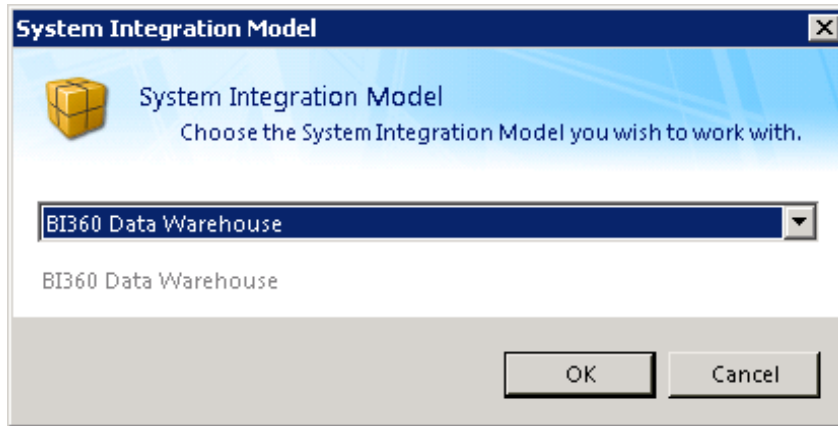 System Integration Model
System Integration Model
Choose the System Integration Model you wish to work with.
BI360 Data Warehouse
BI360 Data Warehouse
OK Cancel